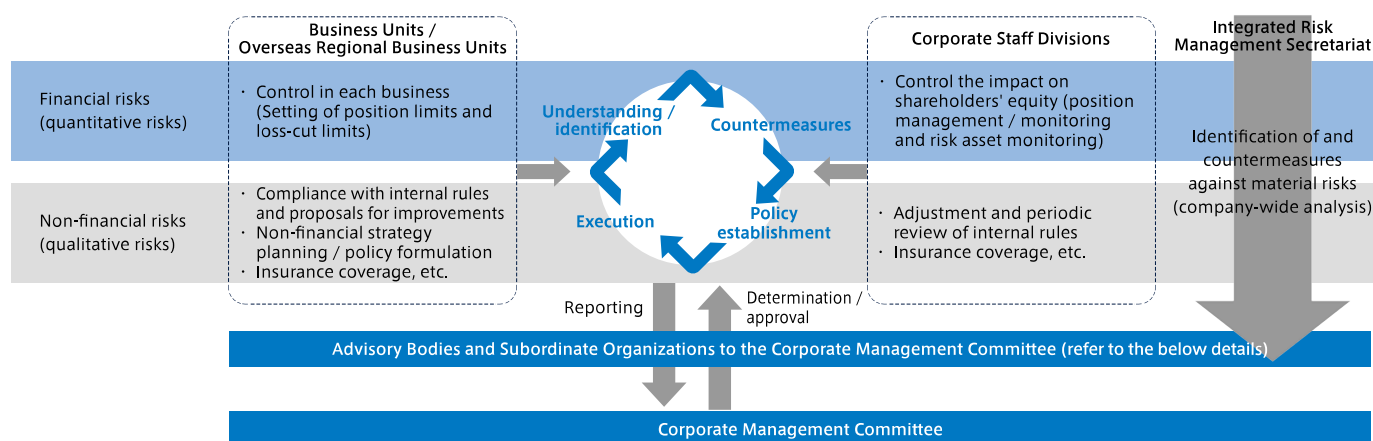 Business Units /
Overseas Regional Business Units
Corporate Staff Divisions
Integrated Risk
Management Secretariat
Financial risks
(quantitative risks)
· Control in each business
(Setting of position limits and
loss-cut limits)
Understanding /
identification
Countermeasures
· Control the impact on
shareholders' equity (position
management / monitoring
and risk asset monitoring)
Identification of and
countermeasures
against material risks
(company-wide analysis)
Non-financial risks
(qualitative risks)
· Compliance with internal rules
and proposals for improvements
· Non-financial strategy
planning / policy formulation
· Insurance coverage, etc.
Execution
Policy
establishment
· Adjustment and periodic
review of internal rules
· Insurance coverage, etc.
Reporting
Determination /
approval
Advisory Bodies and Subordinate Organizations to the Corporate Management Committee (refer to the below details)
Corporate Management Committee